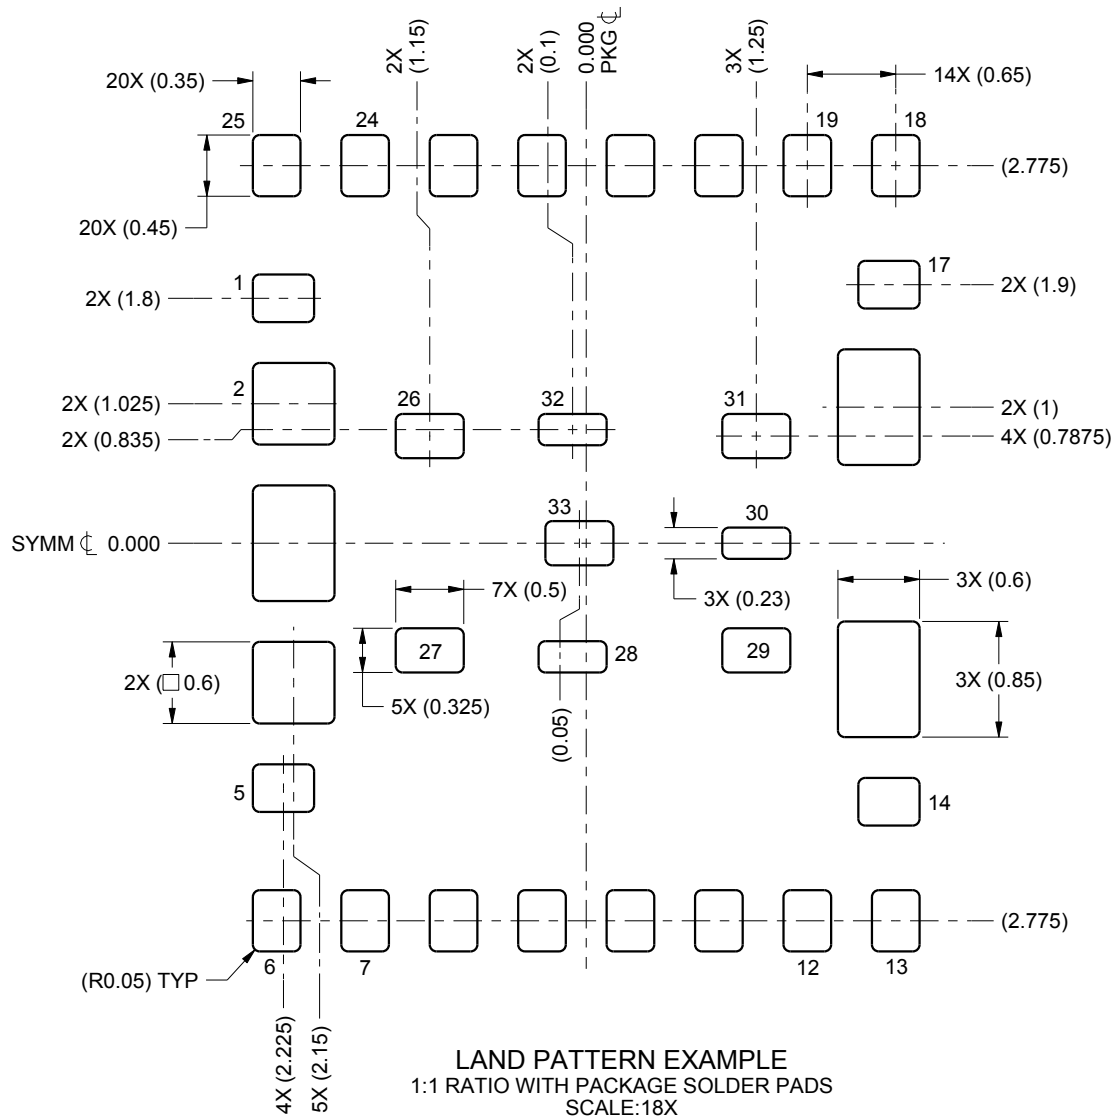 2X
(1.15)
2X
(0.1)
0.000
PKG ℄
3X
(1.25)
20X (0.35)
14X (0.65)
25
24
19
18
(2.775)
20X (0.45)
1
17
2X (1.8)
2X (1.9)
2
2X (1.025)
26
32
31
2X (1)
2X (0.835)
4X (0.7875)
33
30
SYMM ℄ 0.000
7X (0.5)
3X (0.23)
3X (0.6)
27
28
29
2X (□ 0.6)
5X (0.325)
3X (0.85)
(0.05)
5
14
(2.775)
6
7
12
13
(R0.05) TYP
4X (2.225)
5X (2.15)
LAND PATTERN EXAMPLE
1:1 RATIO WITH PACKAGE SOLDER PADS
SCALE:18X